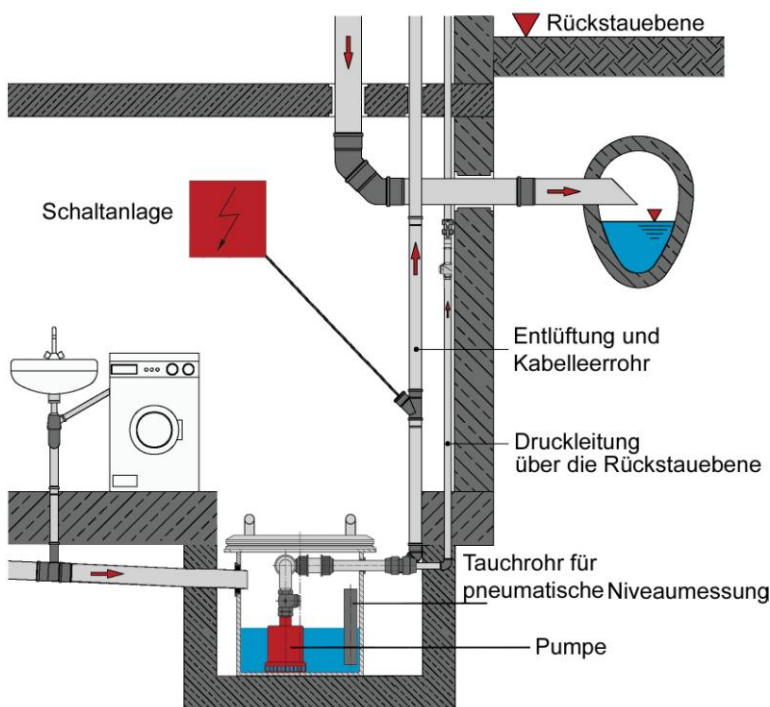 Rückstauebene
Schaltanlage
Entlüftung und
Kabelleerrohr
Druckleitung
über die Rückstauebene
Tauchrohr für
pneumatische Niveaumessung
Pumpe